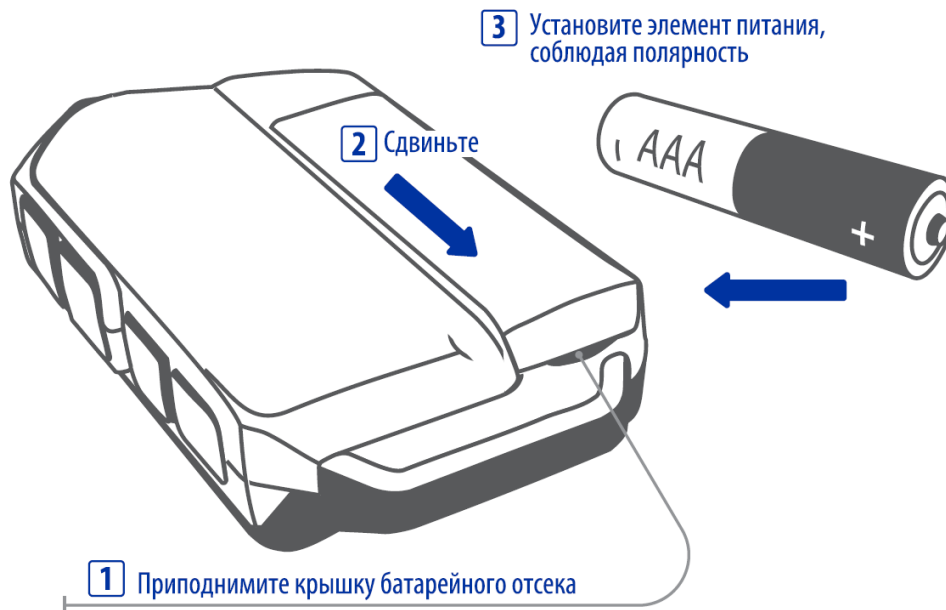 3 Установите элемент питания,
соблюдая полярность
2 Сдвиньте
AAA
+
1 Приподнимите крышку батарейного отсека